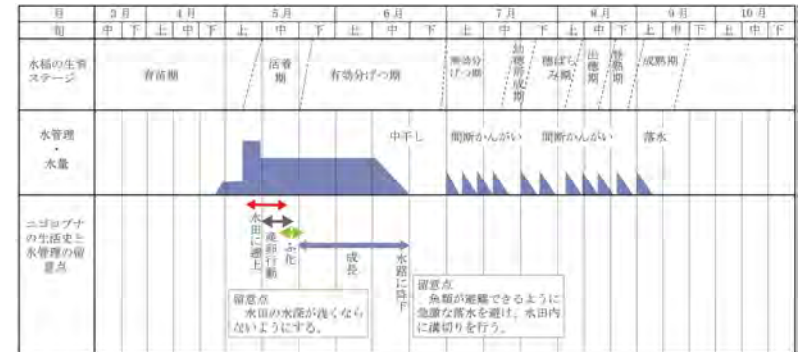 月 3月 4月 5月 6月 7月 8月 9月 10月
旬 中 下 上 中 下 上 中 下 上 中 下 上 中 下 上 中 下 上 中 下 上 中 下
水稲の生育
ステージ
育苗期
活着
期
有効分げつ期
無効分
げつ期
幼穂形成期
穂ばら
み期
出穂期
登熟期
成熟期
水管理
・
水量
中干し
間断かんがい
間断かんがい
落水
ニゴロブナ
の生活史と
水管理の留
意点
水田に遡上
産卵行動
ふ化
成長
水路に降下
留意点
水田の水深が浅くなら
ないようにする。
留意点
魚類が避難できるように
急激な落水を避け、水田内
に溝切りを行う。